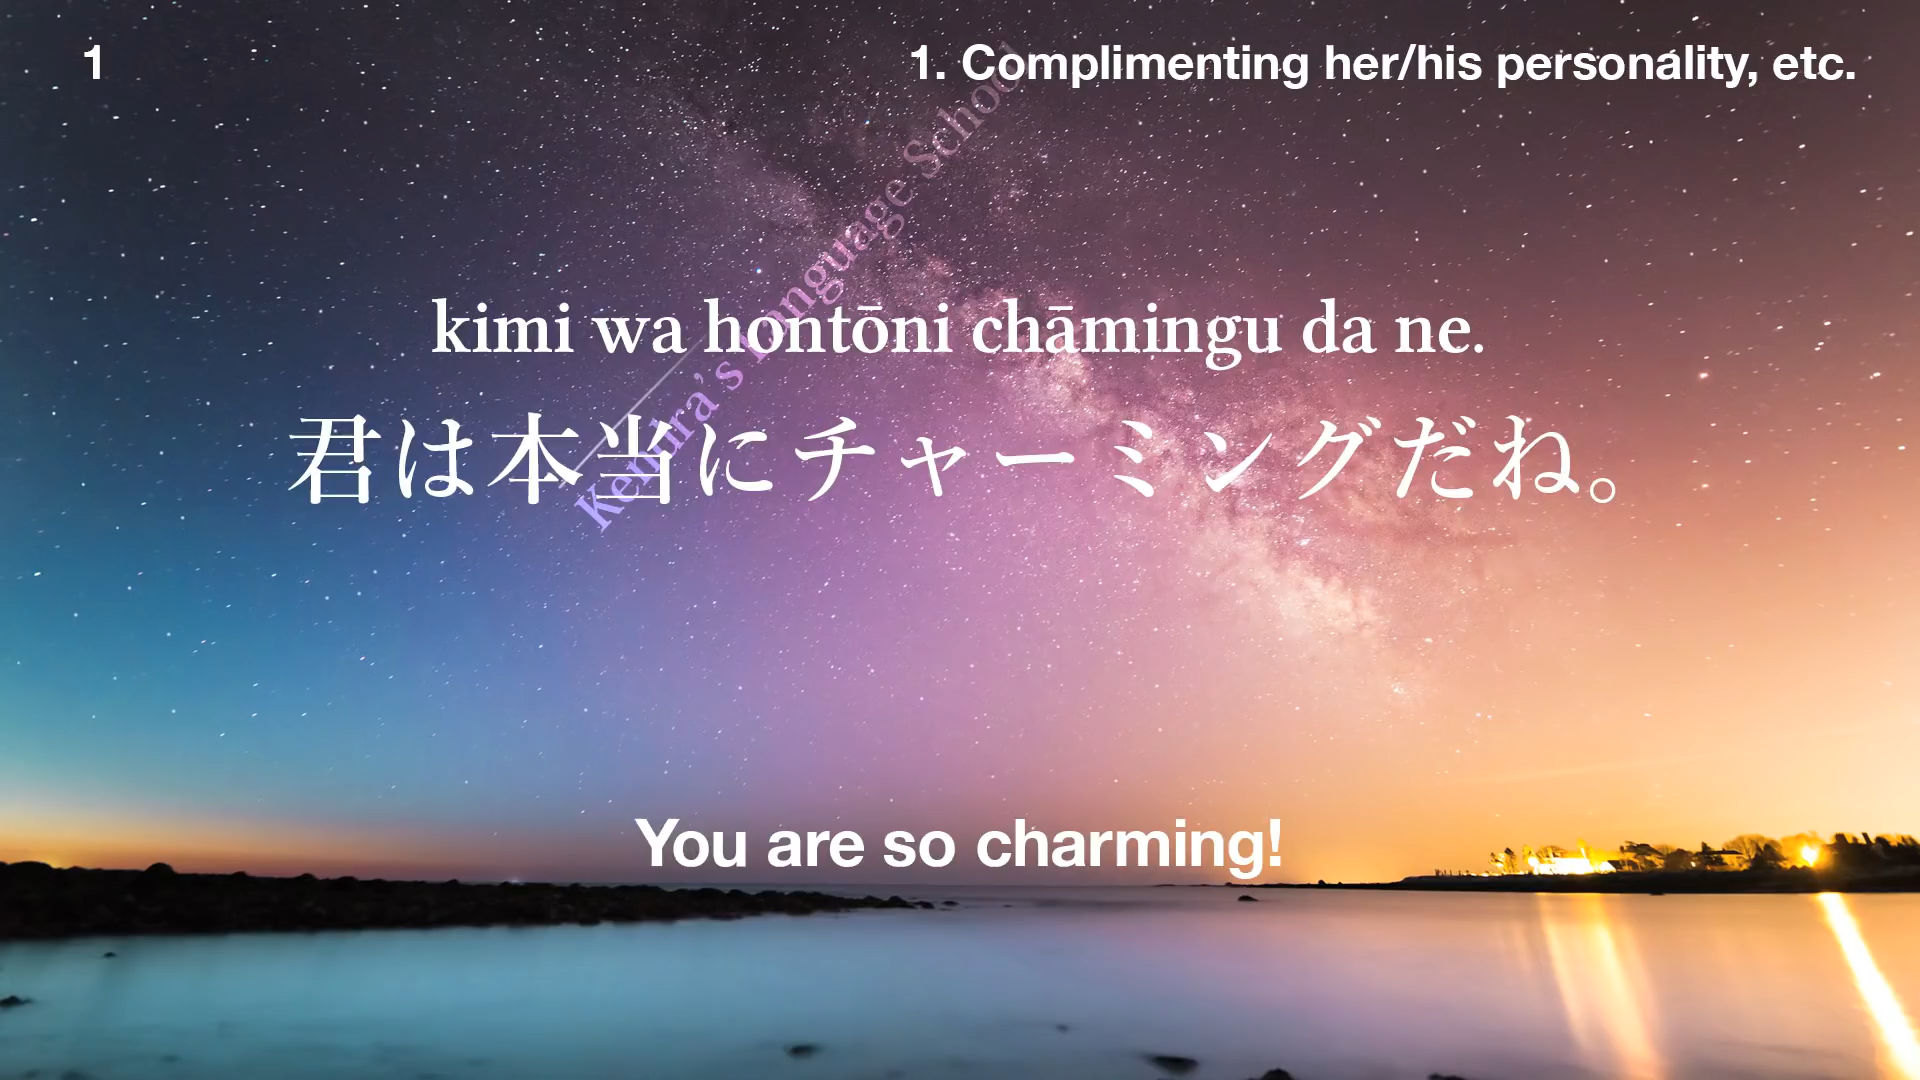 1
1. Complimenting her/his personality, etc.
Kendra's Language School
kimi wa hontōni chāmingu da ne.
君は本当にチャーミングだね。
You are so charming!